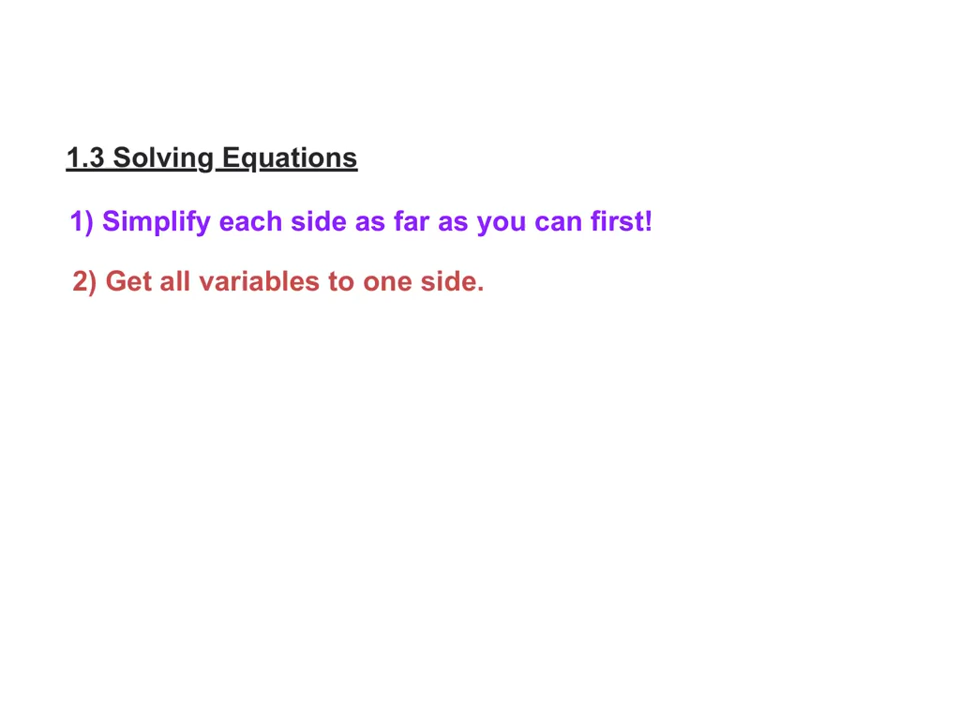 1.3 Solving Equations
1) Simplify each side as far as you can first!
2) Get all variables to one side.